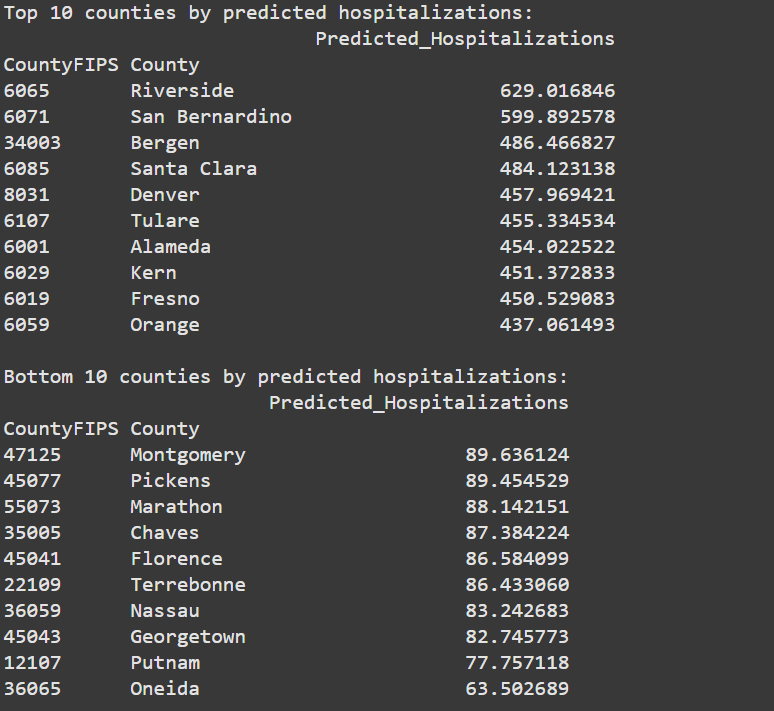 Top 10 counties by predicted hospitalizations:
Predicted_Hospitalizations
CountyFIPS County
6065 Riverside 629.016846
6071 San Bernardino 599.892578
34003 Bergen 486.466827
6085 Santa Clara 484.123138
8031 Denver 457.969421
6107 Tulare 455.334534
6001 Alameda 454.022522
6029 Kern 451.372833
6019 Fresno 450.529083
6059 Orange 437.061493
Bottom 10 counties by predicted hospitalizations:
Predicted_Hospitalizations
CountyFIPS County
47125 Montgomery 89.636124
45077 Pickens 89.454529
55073 Marathon 88.142151
35005 Chaves 87.384224
45041 Florence 86.584099
22109 Terrebonne 86.433060
36059 Nassau 83.242683
45043 Georgetown 82.745773
12107 Putnam 77.757118
36065 Oneida 63.502689